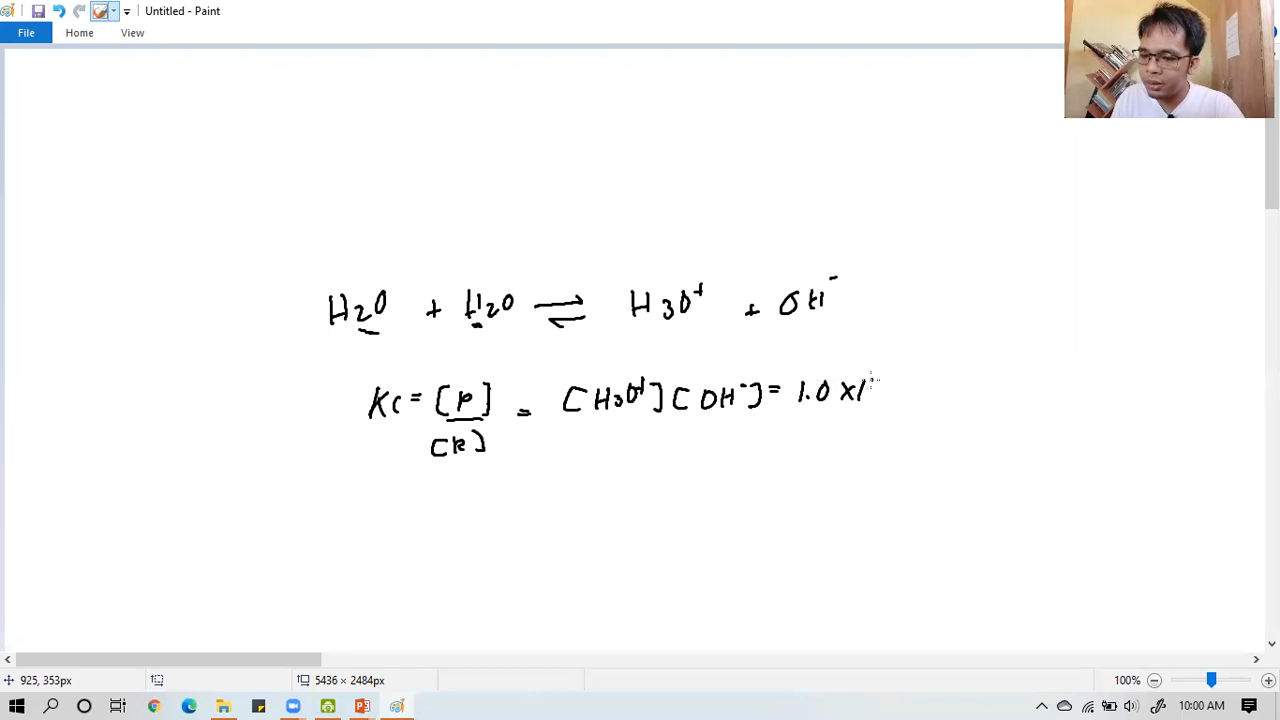 Untitled - Paint
File Home View
H2O + H2O ⇌ H3O+ + OH-
Kc = [P] = [H3O+] [OH-] = 1.0 x1
[R]
925, 353px 5436 × 2484px 100%
10:00 AM